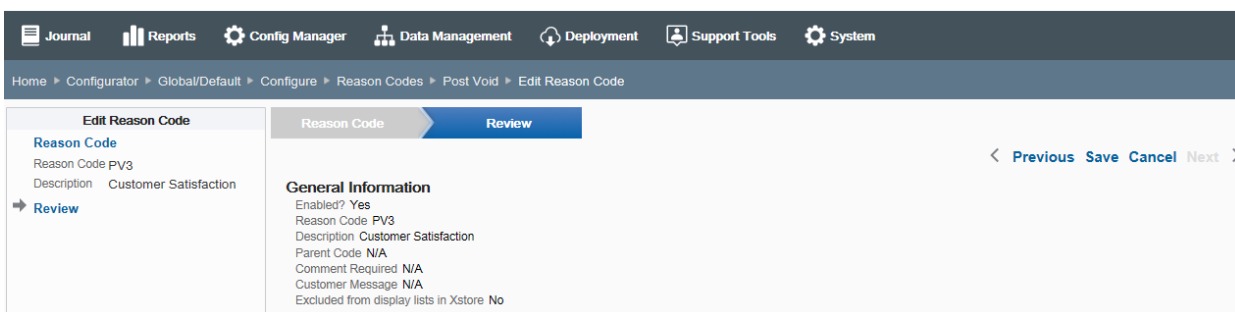 Journal Reports Config Manager Data Management Deployment Support Tools System
Home Configurator Global/Default Configure Reason Codes Post Void Edit Reason Code
Edit Reason Code
Reason Code
Reason Code PV3
Description Customer Satisfaction
Review
Reason Code Review
Previous Save Cancel Next
General Information
Enabled? Yes
Reason Code PV3
Description Customer Satisfaction
Parent Code N/A
Comment Required N/A
Customer Message N/A
Excluded from display lists in Xstore No